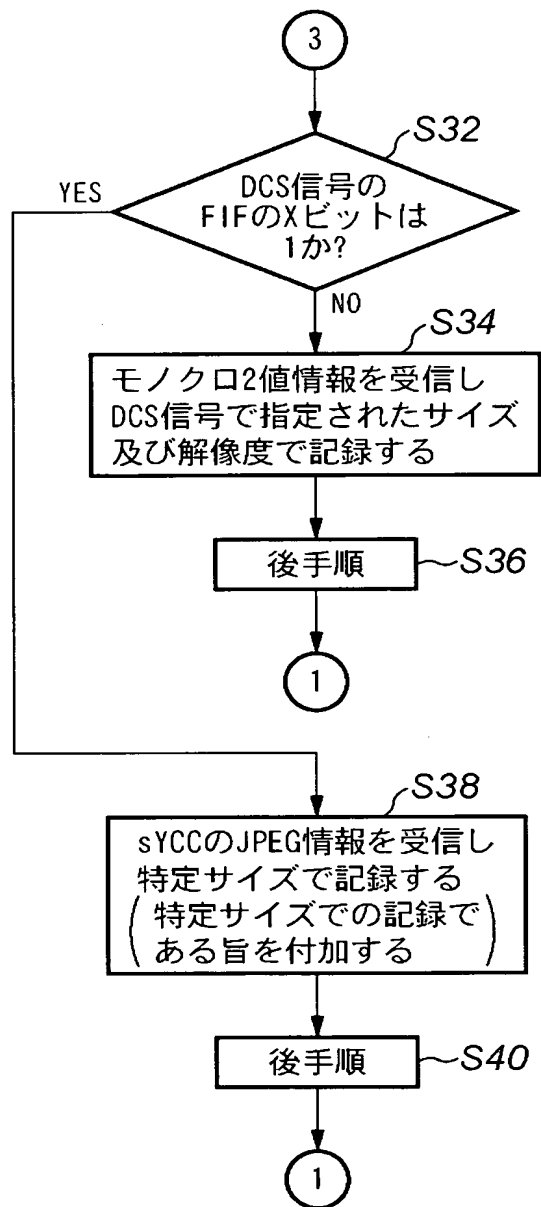 3
S32
DCS信号の
FIFのXビットは
1か?
YES
NO
S34
モノクロ2値情報を受信し
DCS信号で指定されたサイズ
及び解像度で記録する
後手順
S36
1
S38
sYCCのJPEG情報を受信し
特定サイズで記録する
(特定サイズでの記録で
ある旨を付加する)
後手順
S40
1